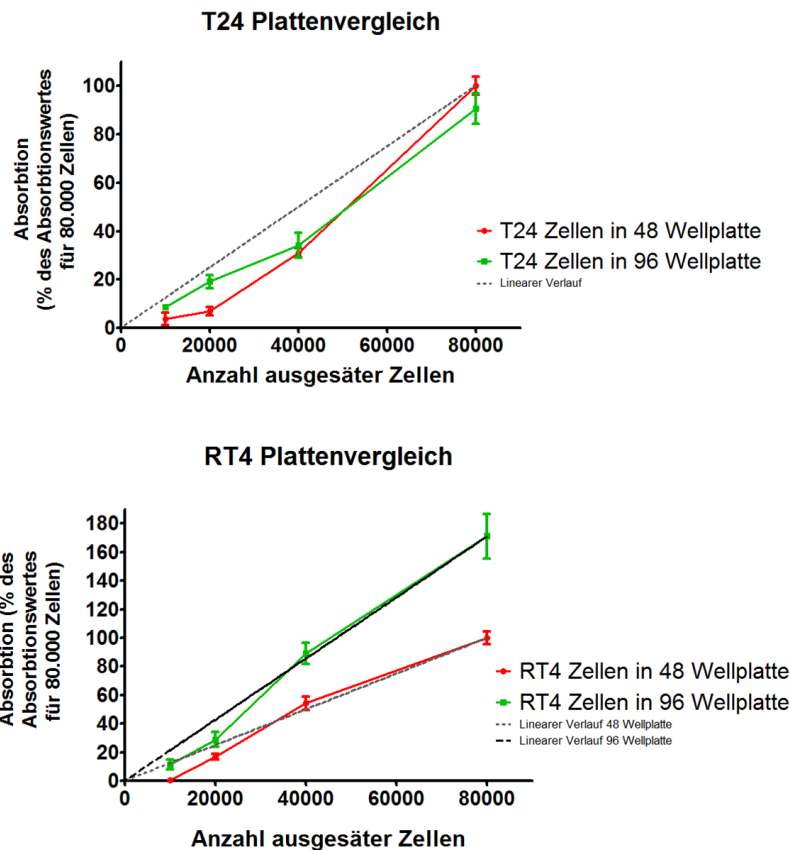 T24 Plattenvergleich
Absorbtion
(% des Absorbtionswertes
für 80.000 Zellen)
100
80
60
40
20
0
0 20000 40000 60000 80000
Anzahl ausgesäter Zellen
T24 Zellen in 48 Wellplatte
T24 Zellen in 96 Wellplatte
Linearer Verlauf
RT4 Plattenvergleich
Absorbtion (% des
Absorbtionswertes
für 80.000 Zellen)
180
160
140
120
100
80
60
40
20
0
0 20000 40000 60000 80000
Anzahl ausgesäter Zellen
RT4 Zellen in 48 Wellplatte
RT4 Zellen in 96 Wellplatte
Linearer Verlauf 48 Wellplatte
Linearer Verlauf 96 Wellplatte